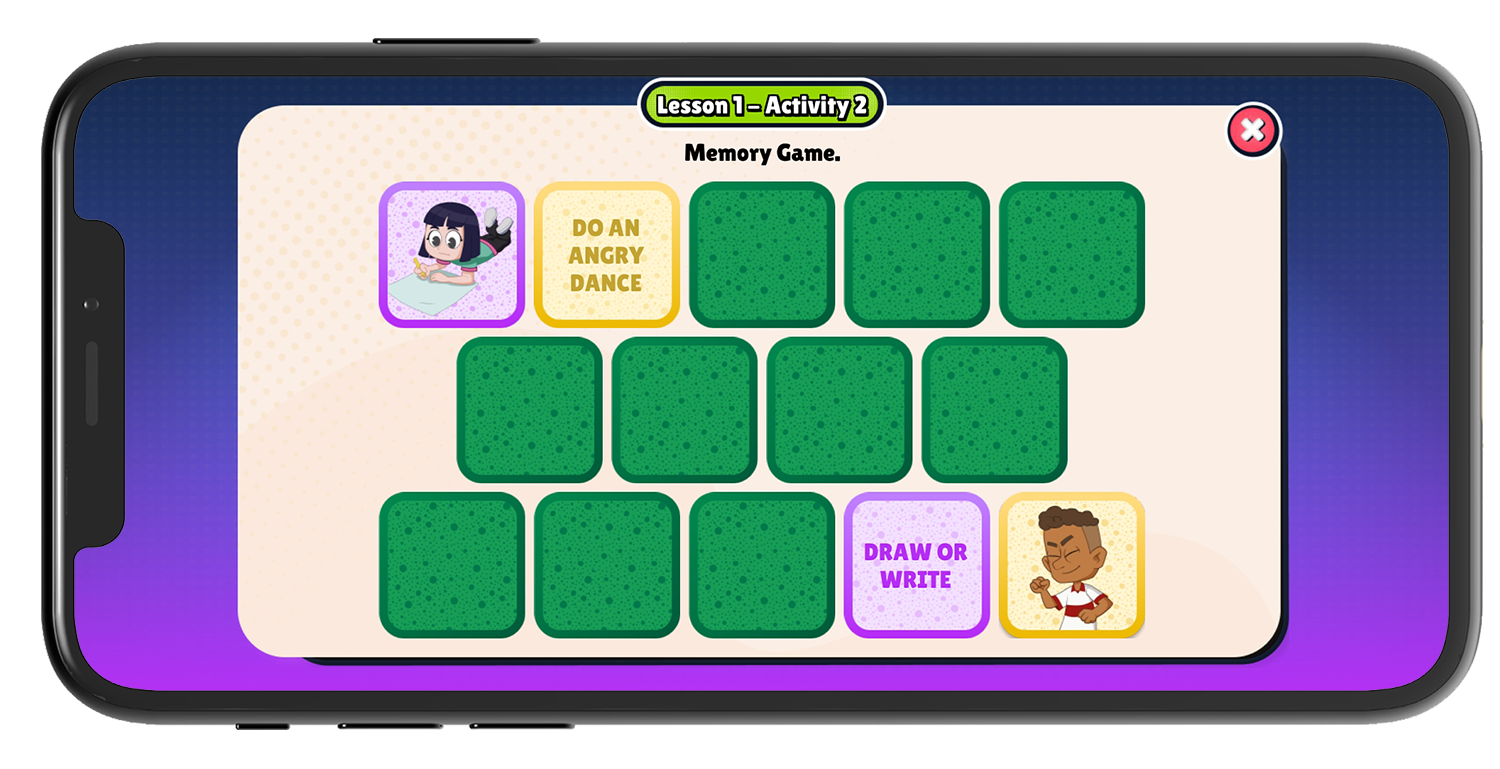 Lesson 1 – Activity 2
Memory Game.
DO AN
ANGRY
DANCE
DRAW OR
WRITE